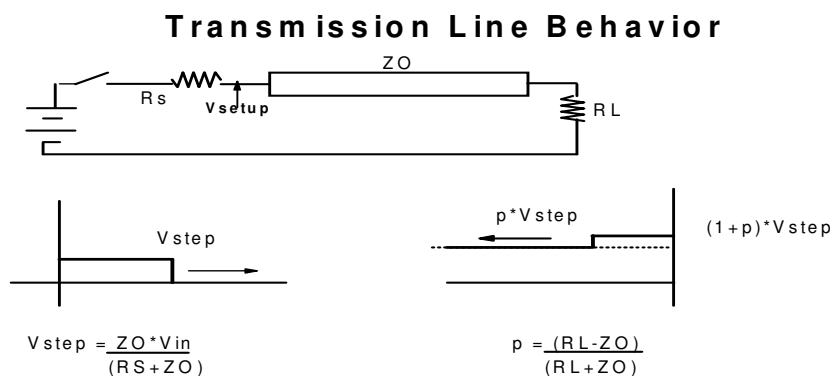 Transmission Line Behavior
ZO
Rs
Vsetup
RL
Vstep
p*Vstep
(1+p)*Vstep
Vstep = ZO*Vin
(RS+ZO)
p = (RL-ZO)
(RL+ZO)